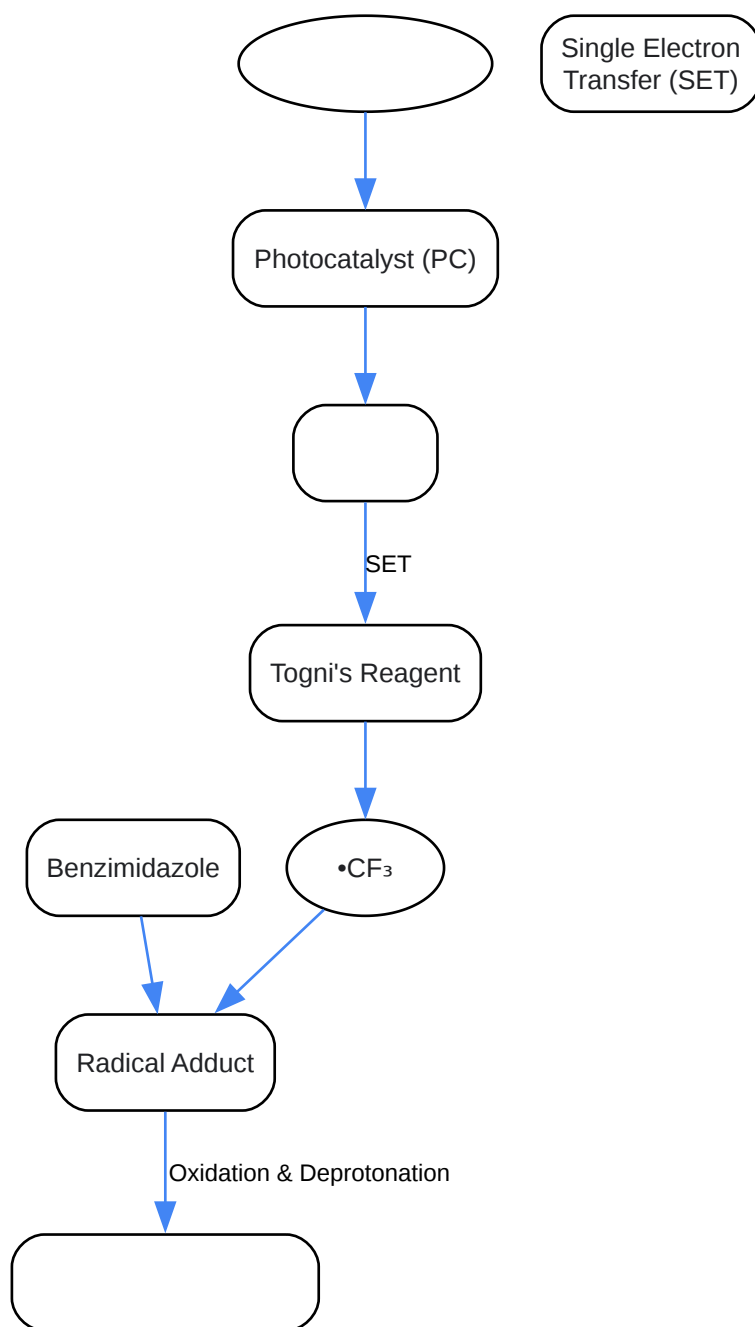 Single Electron
Transfer (SET)
Photocatalyst (PC)
SET
Togni's Reagent
Benzimidazole
•CF₃
Radical Adduct
Oxidation & Deprotonation